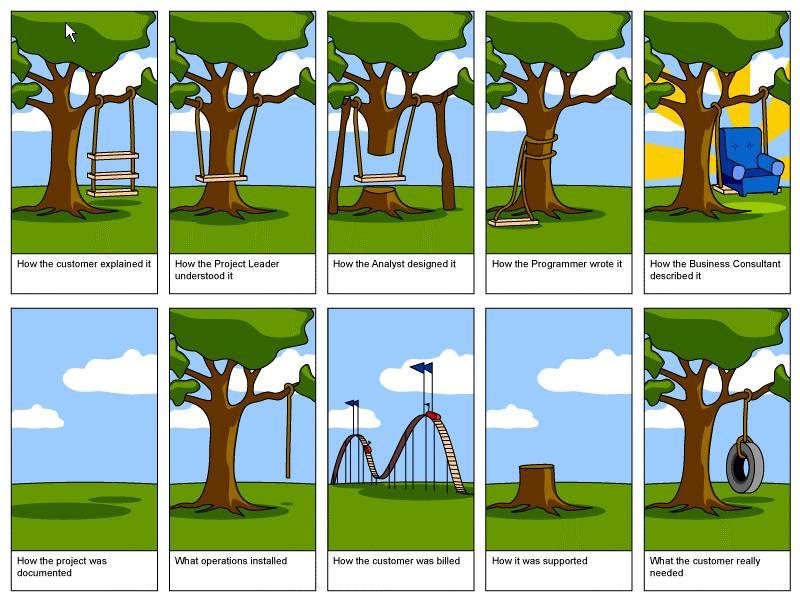 How the customer explained it
How the Project Leader
understood it
How the Analyst designed it
How the Programmer wrote it
How the Business Consultant
described it
How the project was
documented
What operations installed
How the customer was billed
How it was supported
What the customer really
needed